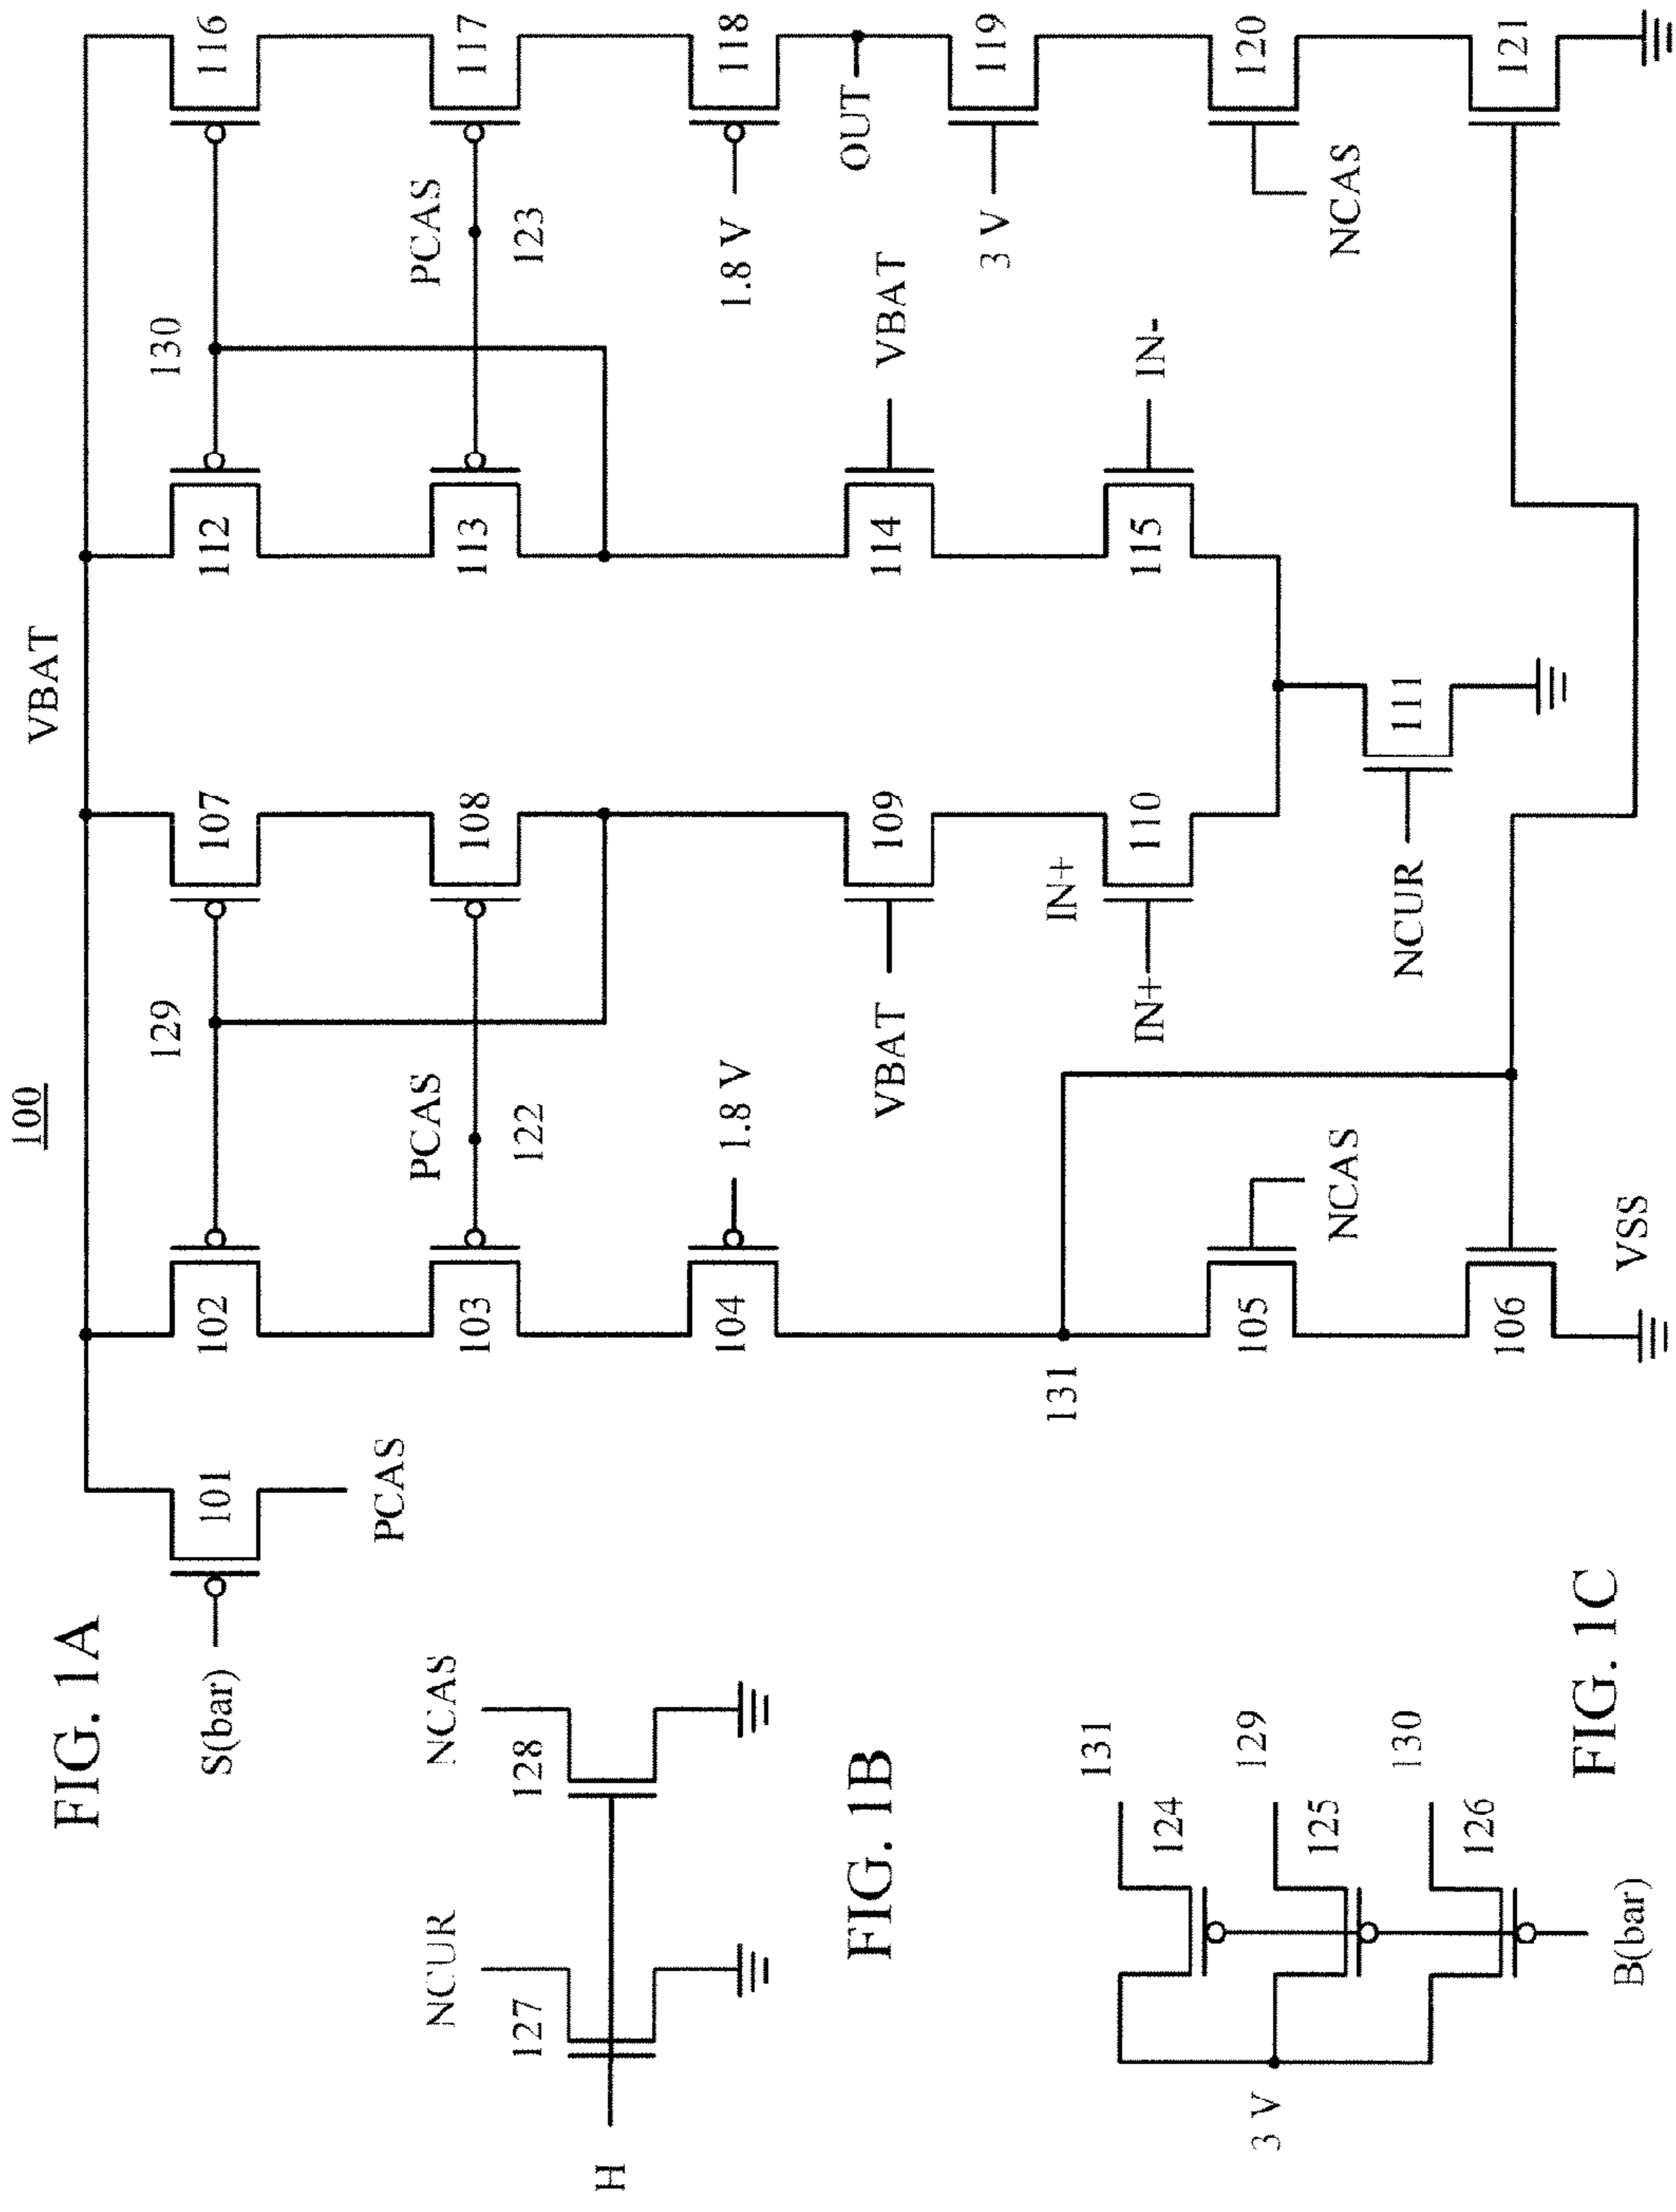 100
FIG. 1A
VBAT
S(bar)
101
PCAS
102
129
107
112
130
116
103
PCAS
122
108
113
PCAS
123
117
104
1.8 V
1.8 V
118
OUT
VBAT
109
114
VBAT
3 V
119
131
IN+
IN+
110
115
IN-
105
NCAS
NCAS
120
NCUR
111
106
VSS
121
NCUR
NCAS
127
128
H
FIG. 1B
131
124
129
3 V
125
130
126
B(bar)
FIG. 1C